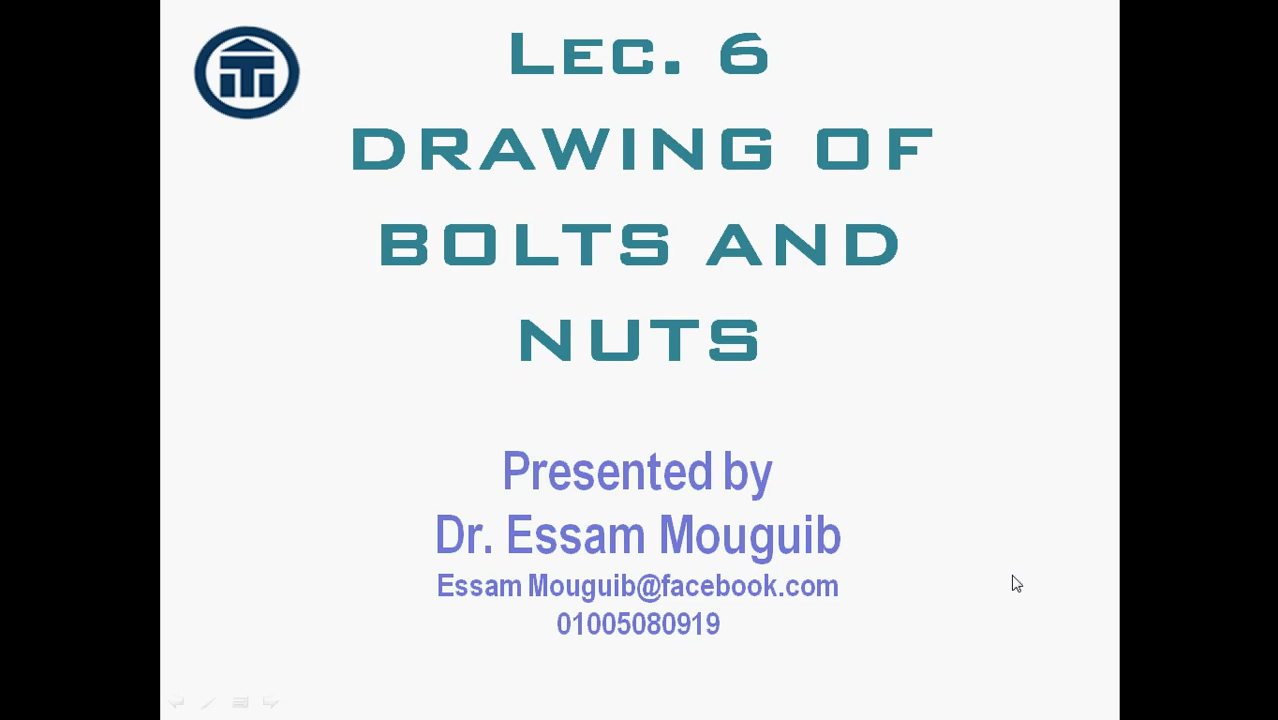 LEC. 6
DRAWING OF
BOLTS AND
NUTS
Presented by
Dr. Essam Mouguib
Essam Mouguib@facebook.com
01005080919